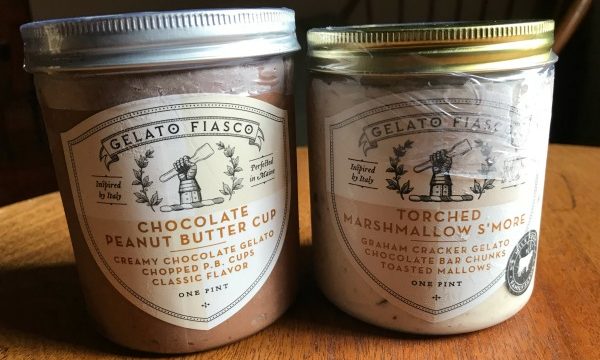 GELATO FIASCO
Inspired
by Italy
Perfected
in Maine
CHOCOLATE
PEANUT BUTTER CUP
CREAMY CHOCOLATE GELATO
CHOPPED P.B. CUPS
CLASSIC FLAVOR
ONE PINT
GELATO FIASCO
Inspired
by Italy
TORCHED
MARSHMALLOW S'MORE
GRAHAM CRACKER GELATO
CHOCOLATE BAR CHUNKS
TOASTED MALLOWS
ONE PINT